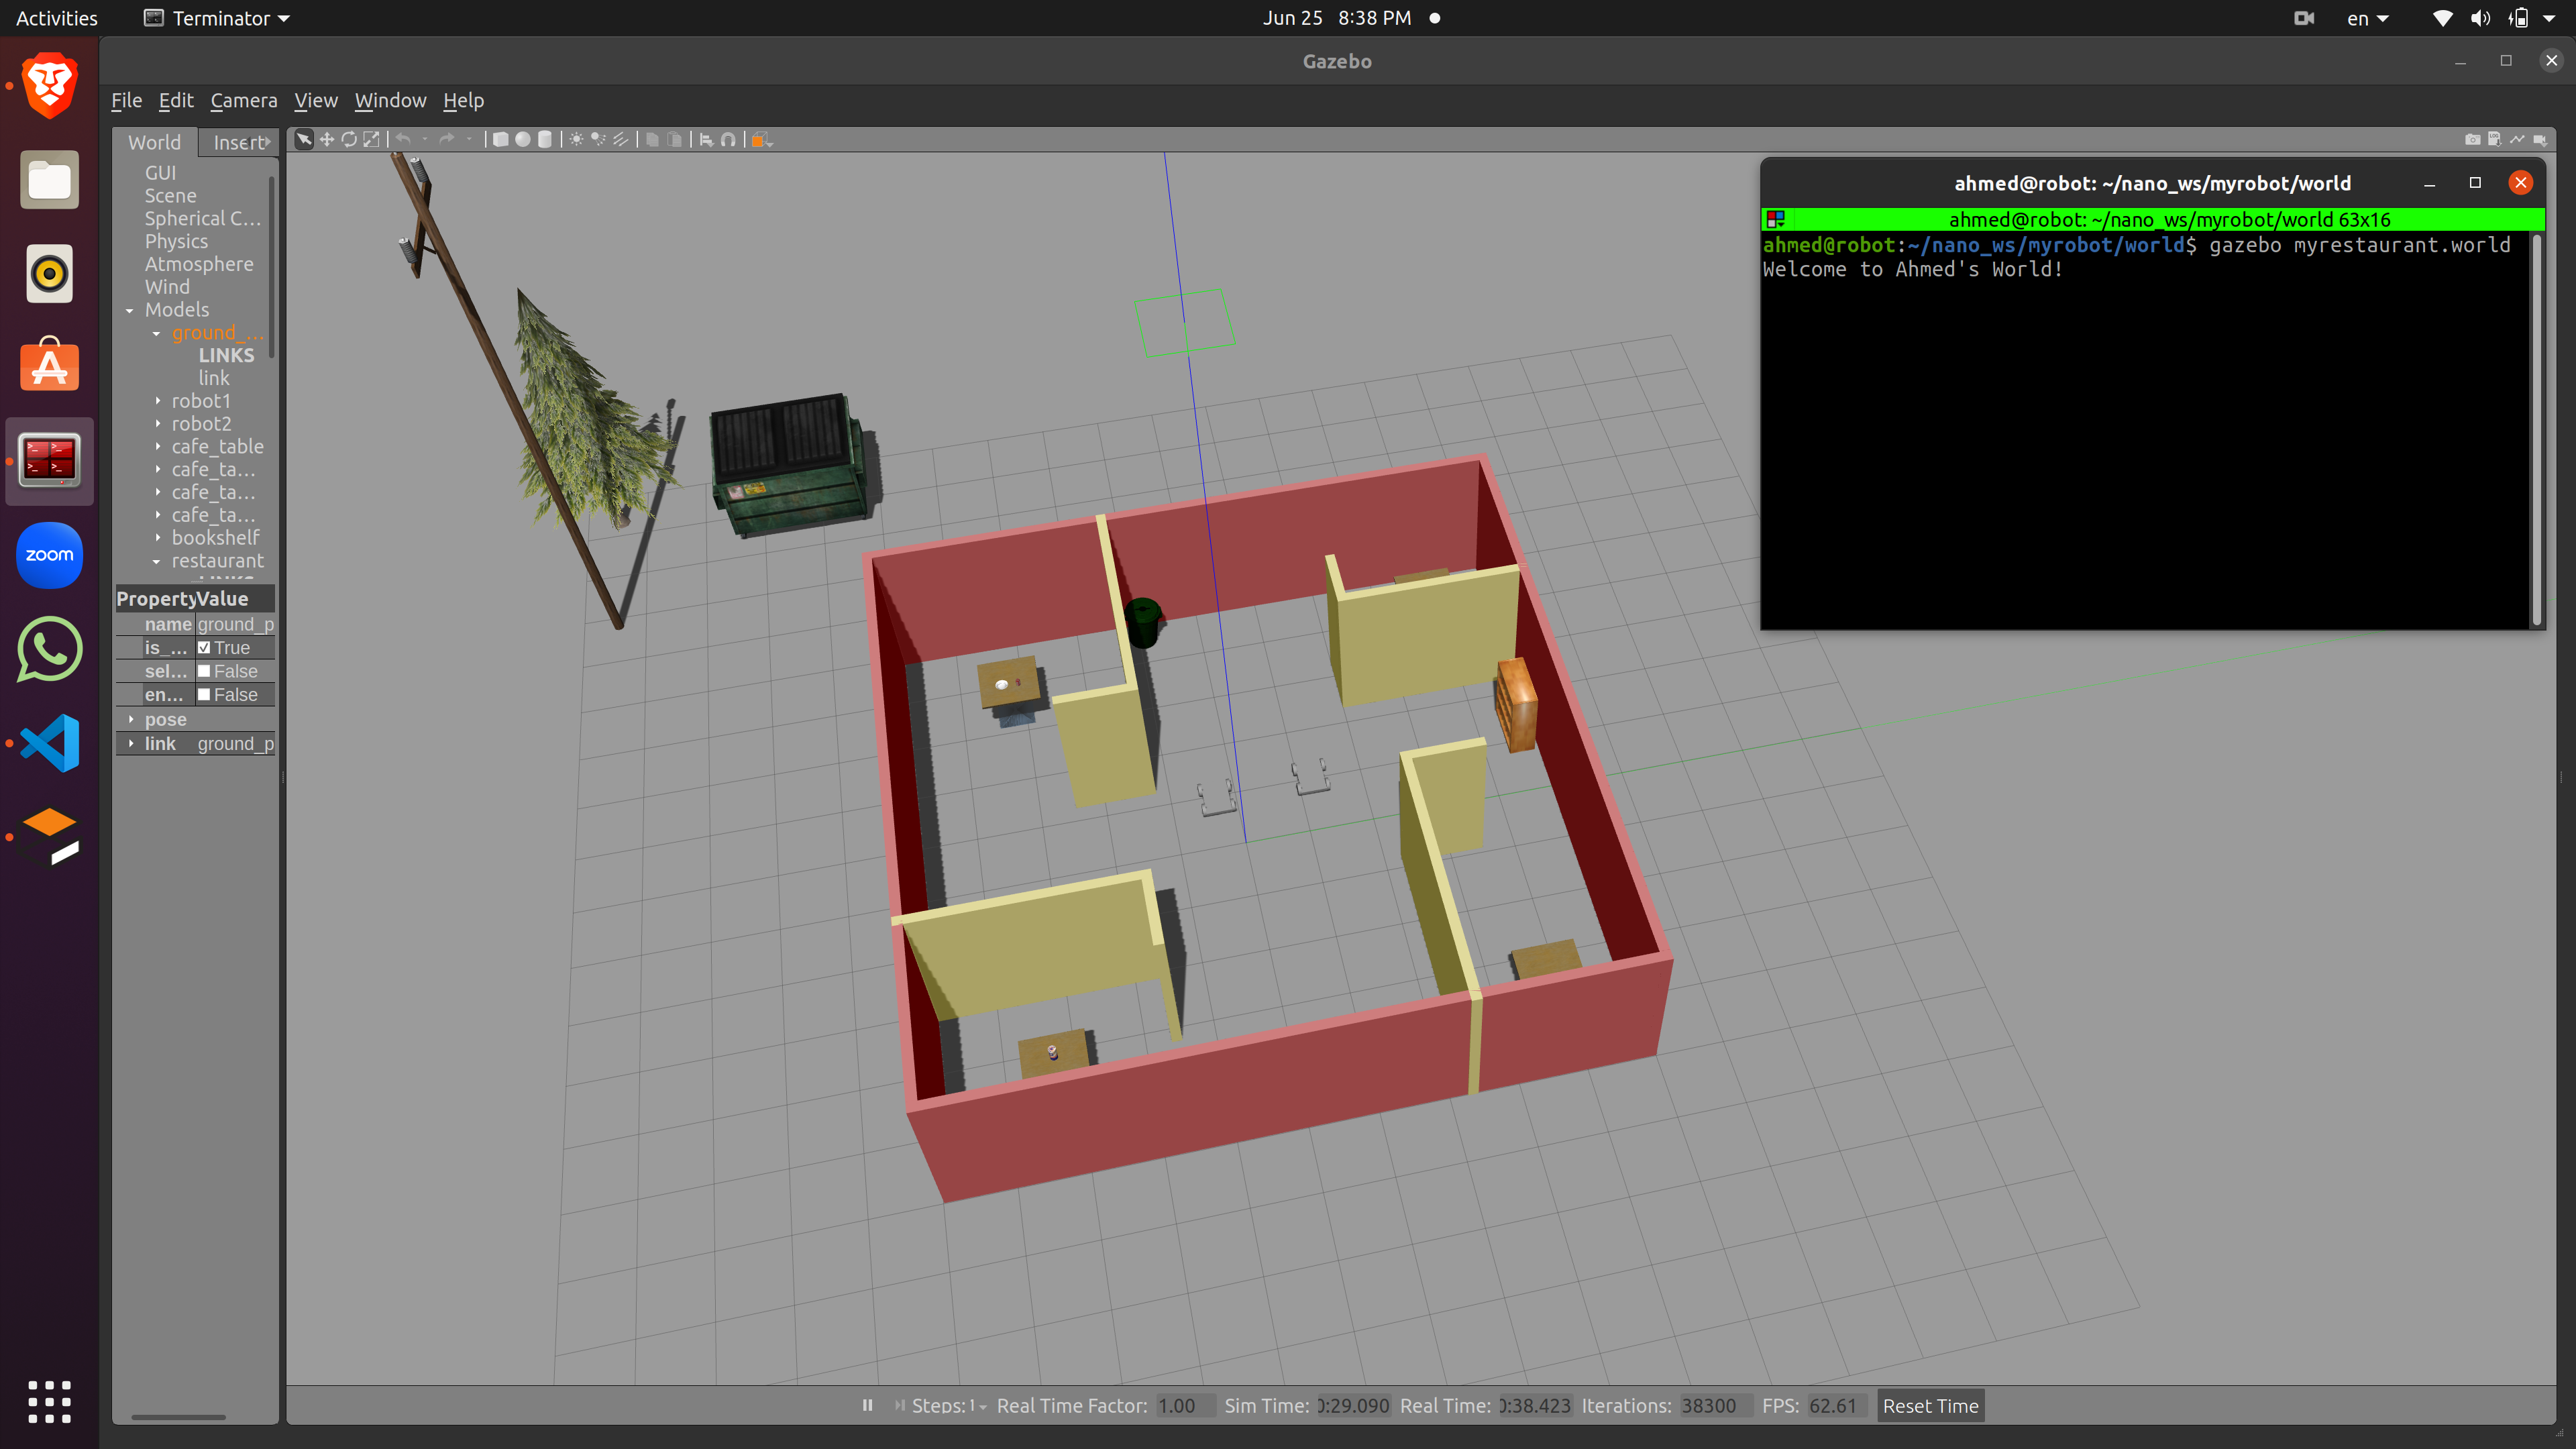 Activities
Terminator
Jun 25 8:38 PM
en
Gazebo
File Edit Camera View Window Help
World Insert
GUI
Scene
Spherical C...
Physics
Atmosphere
Wind
Models
ground_...
LINKS
link
robot1
robot2
cafe_table
cafe_ta...
cafe_ta...
cafe_ta...
bookshelf
restaurant
Property Value
name ground_p
is_... True
sel... False
en... False
pose
link ground_p
ahmed@robot: ~/nano_ws/myrobot/world
ahmed@robot: ~/nano_ws/myrobot/world 63x16
ahmed@robot:~/nano_ws/myrobot/world$ gazebo myrestaurant.world
Welcome to Ahmed's World!
zoom
Steps: 1 Real Time Factor: 1.00 Sim Time: 0:29.090 Real Time: 0:38.423 Iterations: 38300 FPS: 62.61 Reset Time